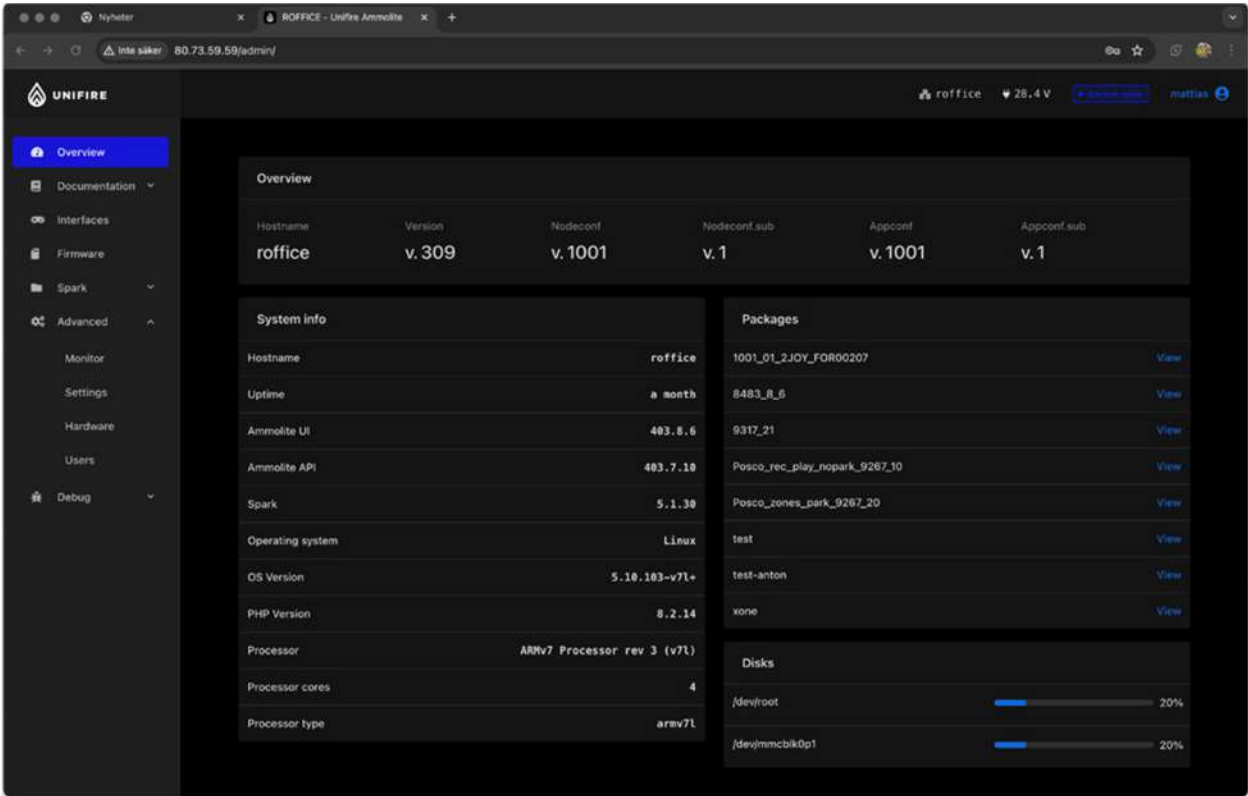 Nyheter
ROFFICE - Unifire Ammolite
Inte säker 80.73.59.59/admin/
UNIFIRE
roffice 28.4 V mattias
Overview
Documentation
Interfaces
Firmware
Spark
Advanced
Monitor
Settings
Hardware
Users
Debug
Overview
Hostname Version Nodeconf Nodeconf.sub Appconf Appconf.sub
roffice v. 309 v. 1001 v. 1 v. 1001 v. 1
System info
Hostname roffice
Uptime a month
Ammolite UI 403.8.6
Ammolite API 403.7.10
Spark 5.1.30
Operating system Linux
OS Version 5.10.103-v7l+
PHP Version 8.2.14
Processor ARMv7 Processor rev 3 (v7l)
Processor cores 4
Processor type armv7l
Packages
1001_01_2JOY_FOR00207 View
8483_8_6 View
9317_21 View
Posco_rec_play_nopark_9267_10 View
Posco_zones_park_9267_20 View
test View
test-anton View
xone View
Disks
/dev/root 20%
/dev/mmcblk0p1 20%